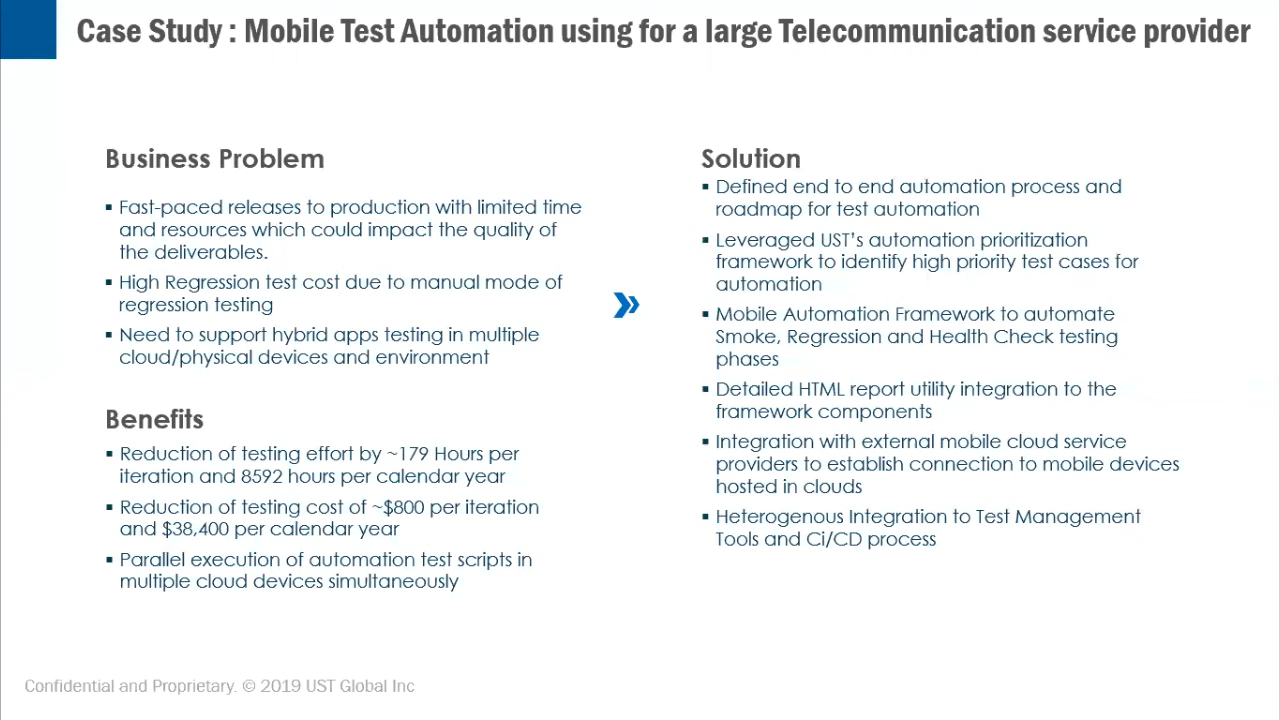 Case Study : Mobile Test Automation using for a large Telecommunication service provider
Business Problem
▪ Fast-paced releases to production with limited time
and resources which could impact the quality of
the deliverables.
▪ High Regression test cost due to manual mode of
regression testing
▪ Need to support hybrid apps testing in multiple
cloud/physical devices and environment
Benefits
▪ Reduction of testing effort by ~179 Hours per
iteration and 8592 hours per calendar year
▪ Reduction of testing cost of ~$800 per iteration
and $38,400 per calendar year
▪ Parallel execution of automation test scripts in
multiple cloud devices simultaneously
Solution
▪ Defined end to end automation process and
roadmap for test automation
▪ Leveraged UST's automation prioritization
framework to identify high priority test cases for
automation
▪ Mobile Automation Framework to automate
Smoke, Regression and Health Check testing
phases
▪ Detailed HTML report utility integration to the
framework components
▪ Integration with external mobile cloud service
providers to establish connection to mobile devices
hosted in clouds
▪ Heterogenous Integration to Test Management
Tools and Ci/CD process
Confidential and Proprietary. © 2019 UST Global Inc